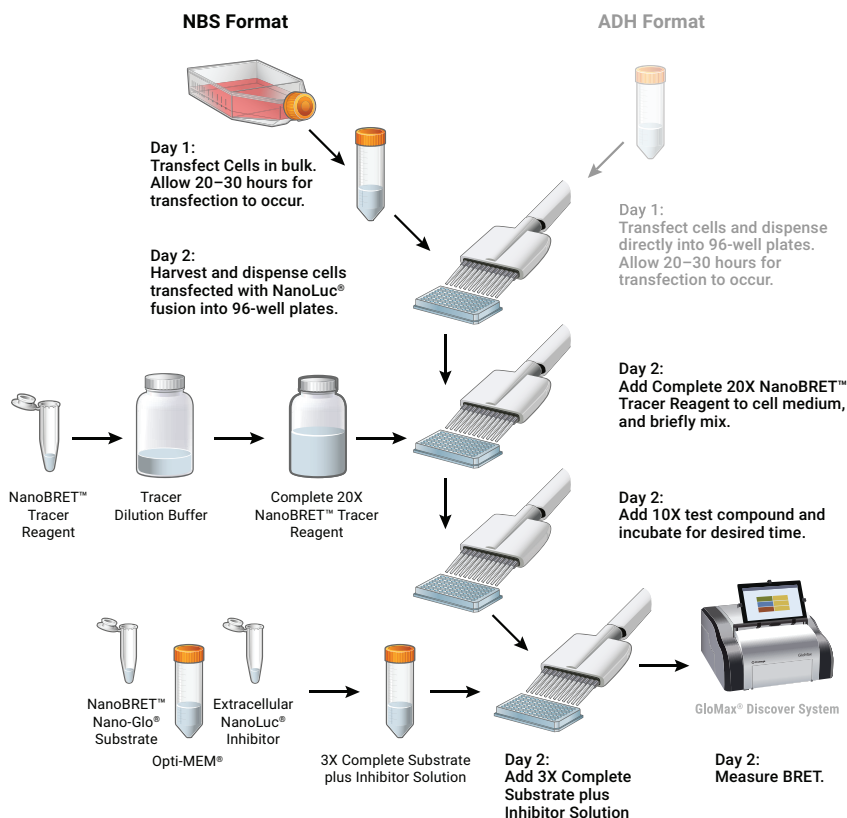 NBS Format
ADH Format
Day 1:
Transfect Cells in bulk.
Allow 20–30 hours for
transfection to occur.
Day 2:
Harvest and dispense cells
transfected with NanoLuc®
fusion into 96-well plates.
Day 1:
Transfect cells and dispense
directly into 96-well plates.
Allow 20–30 hours for
transfection to occur.
Day 2:
Add Complete 20X NanoBRET™
Tracer Reagent to cell medium,
and briefly mix.
NanoBRET™
Tracer
Reagent
Tracer
Dilution Buffer
Complete 20X
NanoBRET™ Tracer
Reagent
Day 2:
Add 10X test compound and
incubate for desired time.
NanoBRET™
Nano-Glo®
Substrate
Opti-MEM®
Extracellular
NanoLuc®
Inhibitor
3X Complete Substrate
plus Inhibitor Solution
Day 2:
Add 3X Complete
Substrate plus
Inhibitor Solution
GloMax® Discover System
Day 2:
Measure BRET.